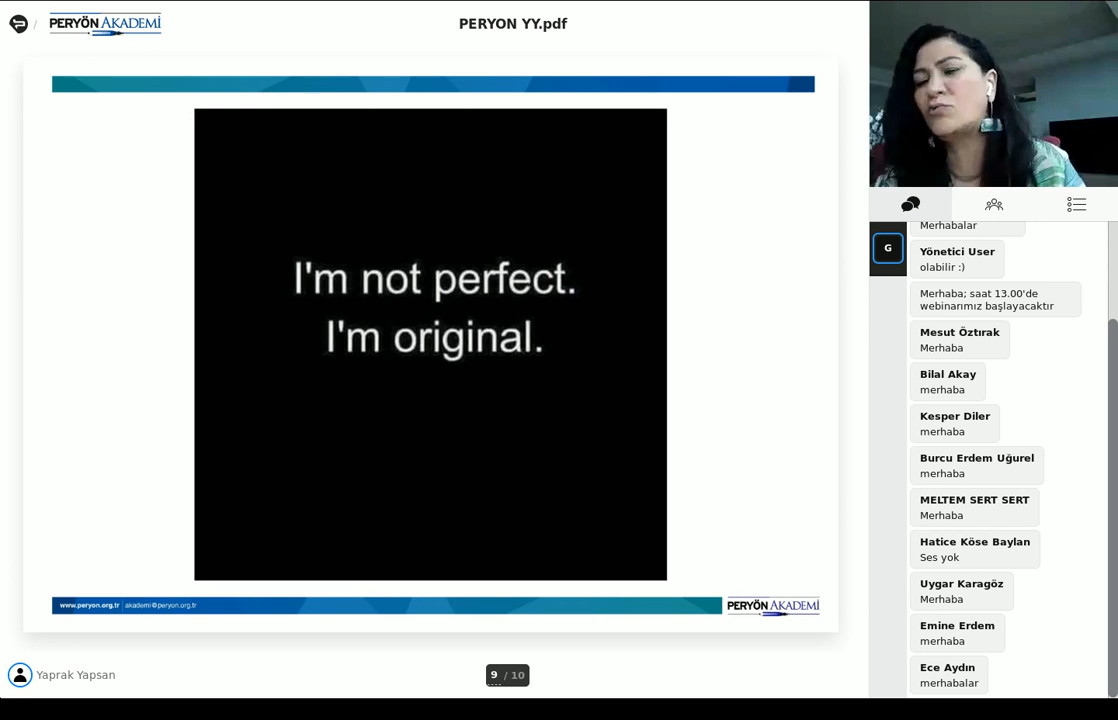 / PERYÖN AKADEMİ
PERYON YY.pdf
I'm not perfect.
I'm original.
www.peryon.org.tr | akademi@peryon.org.tr
PERYÖN AKADEMİ
Yaprak Yapsan
9 / 10
G
Merhabalar
Yönetici User
olabilir :)
Merhaba; saat 13.00'de
webinarımız başlayacaktır
Mesut Öztırak
Merhaba
Bilal Akay
merhaba
Kesper Diler
merhaba
Burcu Erdem Uğurel
merhaba
MELTEM SERT SERT
Merhaba
Hatice Köse Baylan
Ses yok
Uygar Karagöz
Merhaba
Emine Erdem
merhaba
Ece Aydın
merhabalar